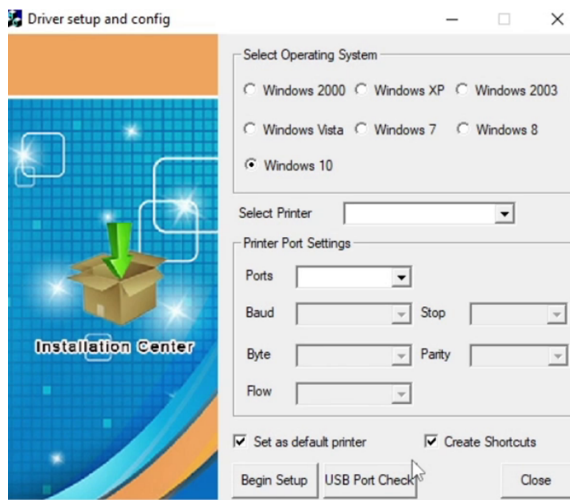 Driver setup and config
Select Operating System
Windows 2000 Windows XP Windows 2003
Windows Vista Windows 7 Windows 8
Windows 10
Select Printer
Printer Port Settings
Ports
Baud Stop
Installation Center
Byte Parity
Flow
Set as default printer Create Shortcuts
Begin Setup USB Port Check Close